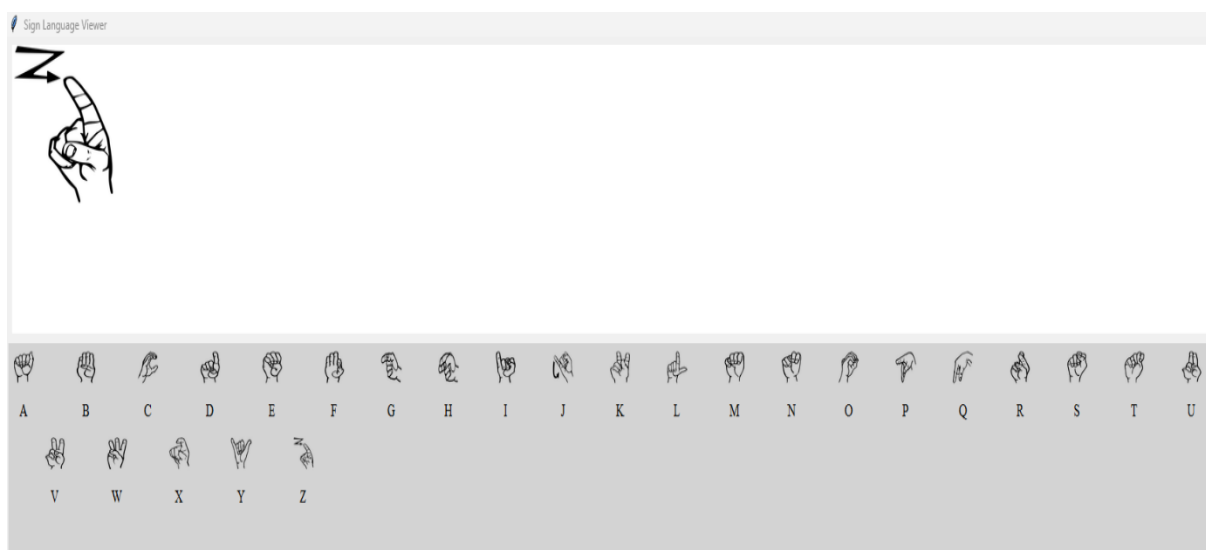 Sign Language Viewer
Z
A B C D E F G H I J K L M N O P Q R S T U
V W X Y Z